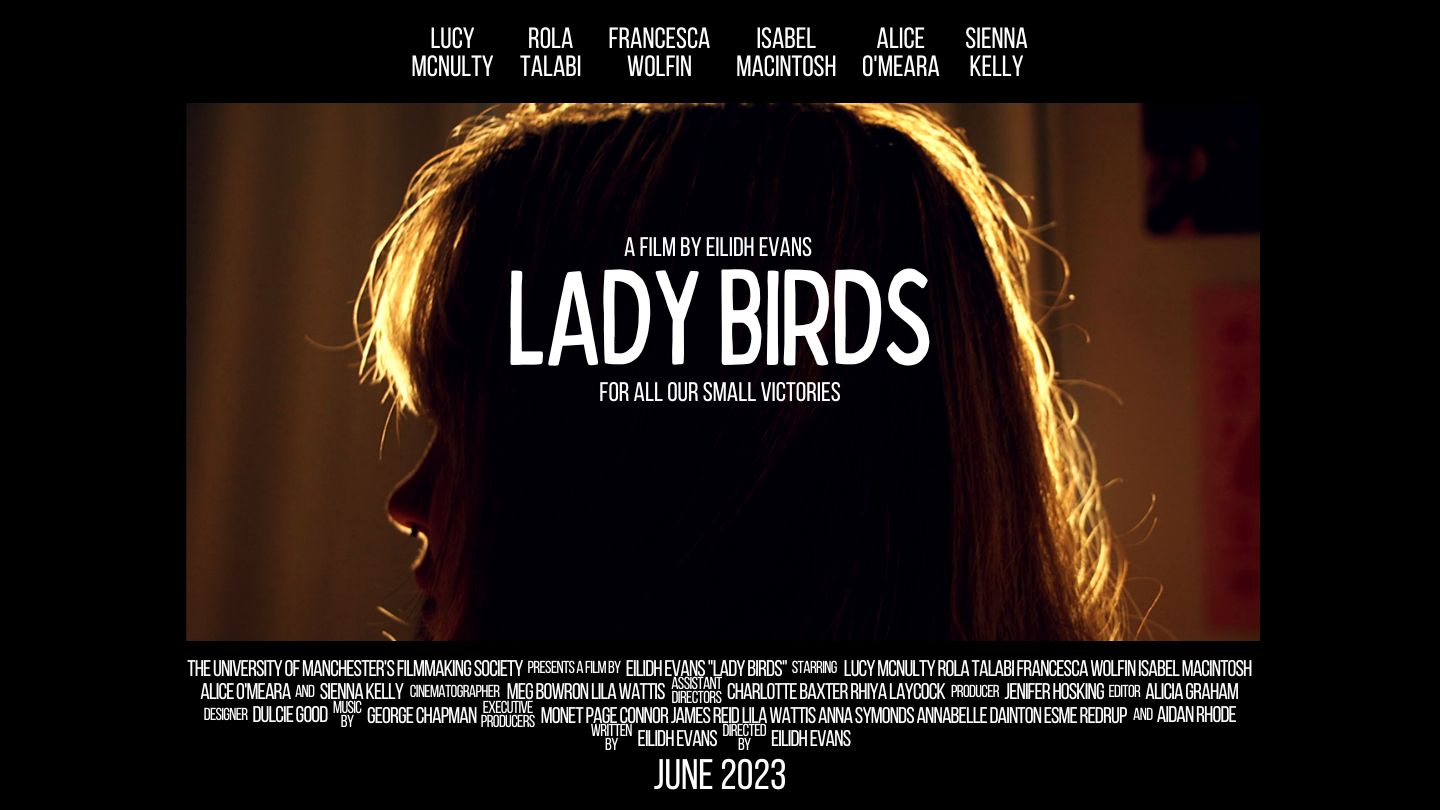 LUCY ROLA FRANCESCA ISABEL ALICE SIENNA
MCNULTY TALABI WOLFIN MACINTOSH O'MEARA KELLY
A FILM BY EILIDH EVANS
LADY BIRDS
FOR ALL OUR SMALL VICTORIES
THE UNIVERSITY OF MANCHESTER'S FILMMAKING SOCIETY PRESENTS A FILM BY EILIDH EVANS "LADY BIRDS" STARRING LUCY MCNULTY ROLA TALABI FRANCESCA WOLFIN ISABEL MACINTOSH
ALICE O'MEARA AND SIENNA KELLY CINEMATOGRAPHER MEG BOWRON LILA WATTIS ASSISTANT DIRECTORS CHARLOTTE BAXTER RHIYA LAYCOCK PRODUCER JENIFER HOSKING EDITOR ALICIA GRAHAM
DESIGNER DULCIE GOOD MUSIC BY GEORGE CHAPMAN EXECUTIVE PRODUCERS MONET PAGE CONNOR JAMES REID LILA WATTIS ANNA SYMONDS ANNABELLE DAINTON ESME REDRUP AND AIDAN RHODE
WRITTEN BY EILIDH EVANS DIRECTED BY EILIDH EVANS
JUNE 2023